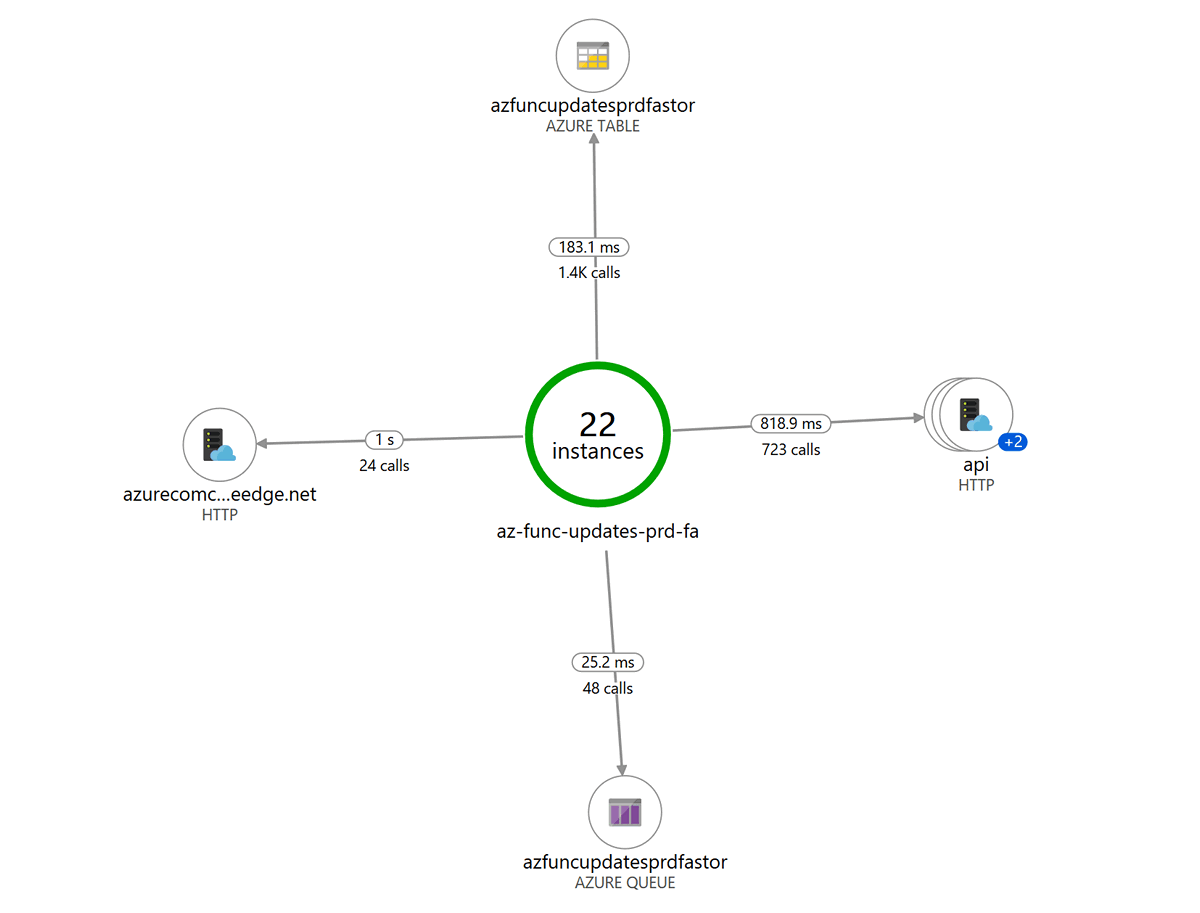 azfuncupdatesprdfastor
AZURE TABLE
183.1 ms
1.4K calls
22
instances
az-func-updates-prd-fa
1 s
24 calls
azurecomc...eedge.net
HTTP
818.9 ms
723 calls
+2
api
HTTP
25.2 ms
48 calls
azfuncupdatesprdfastor
AZURE QUEUE